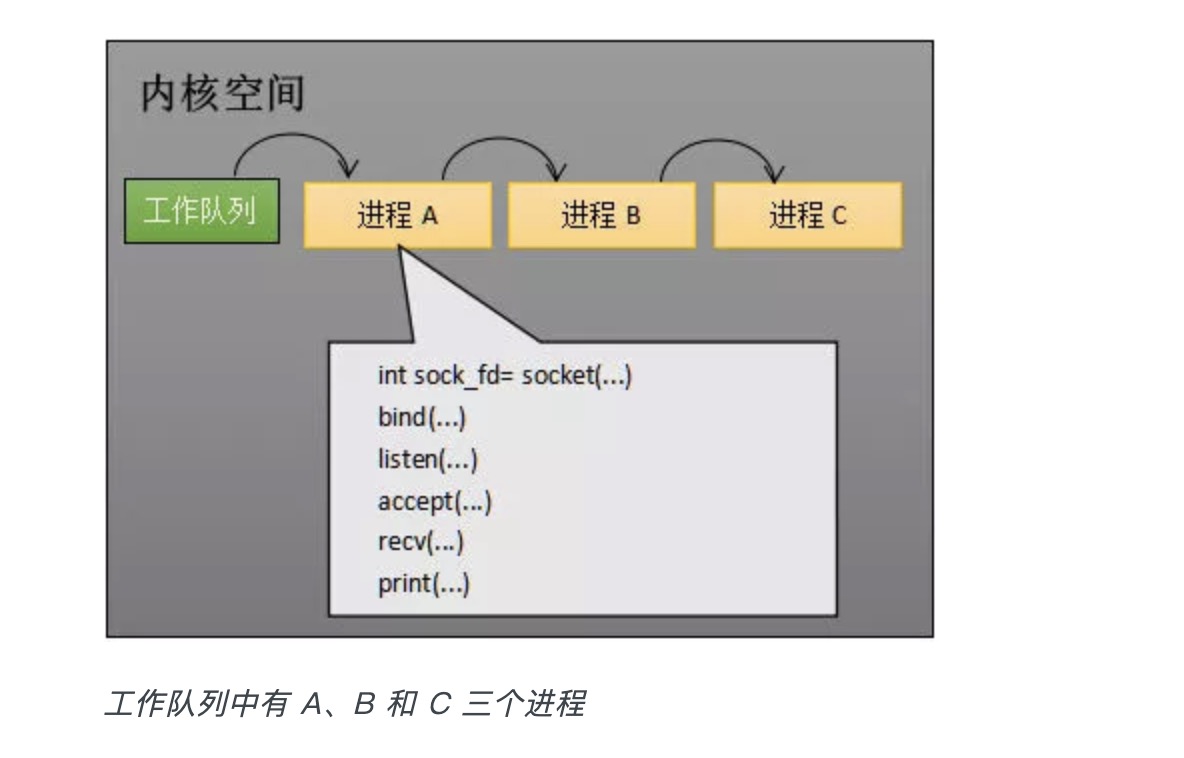 内核空间
工作队列
进程 A
进程 B
进程 C
int sock_fd= socket(...)
bind(...)
listen(...)
accept(...)
recv(...)
print(...)
工作队列中有 A、B 和 C 三个进程